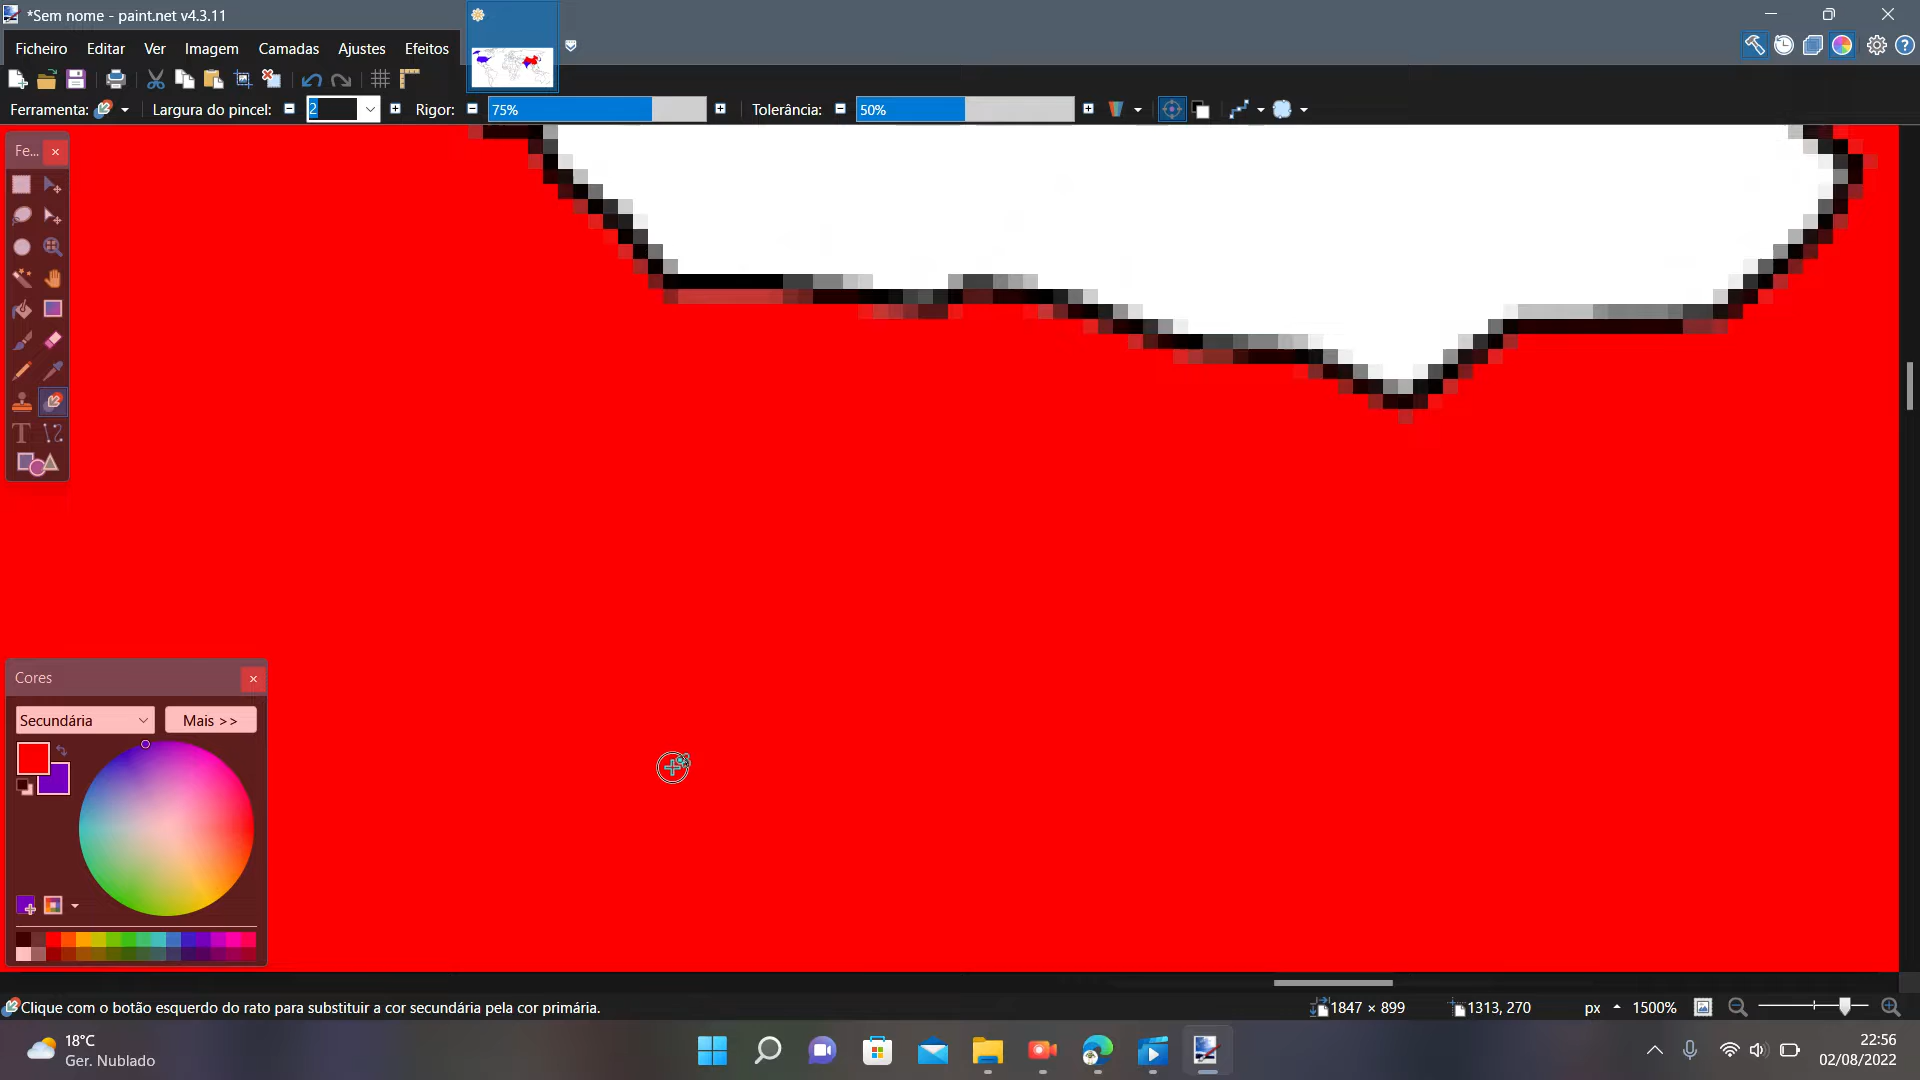 *Sem nome - paint.net v4.3.11
Ficheiro Editar Ver Imagem Camadas Ajustes Efeitos
Ferramenta: Largura do pincel: 2 Rigor: 75% Tolerância: 50%
Fe...
Cores
Secundária Mais >>
Clique com o botão esquerdo do rato para substituir a cor secundária pela cor primária.
1847 × 899 1313, 270 px 1500%
18°C
Ger. Nublado
22:56
02/08/2022